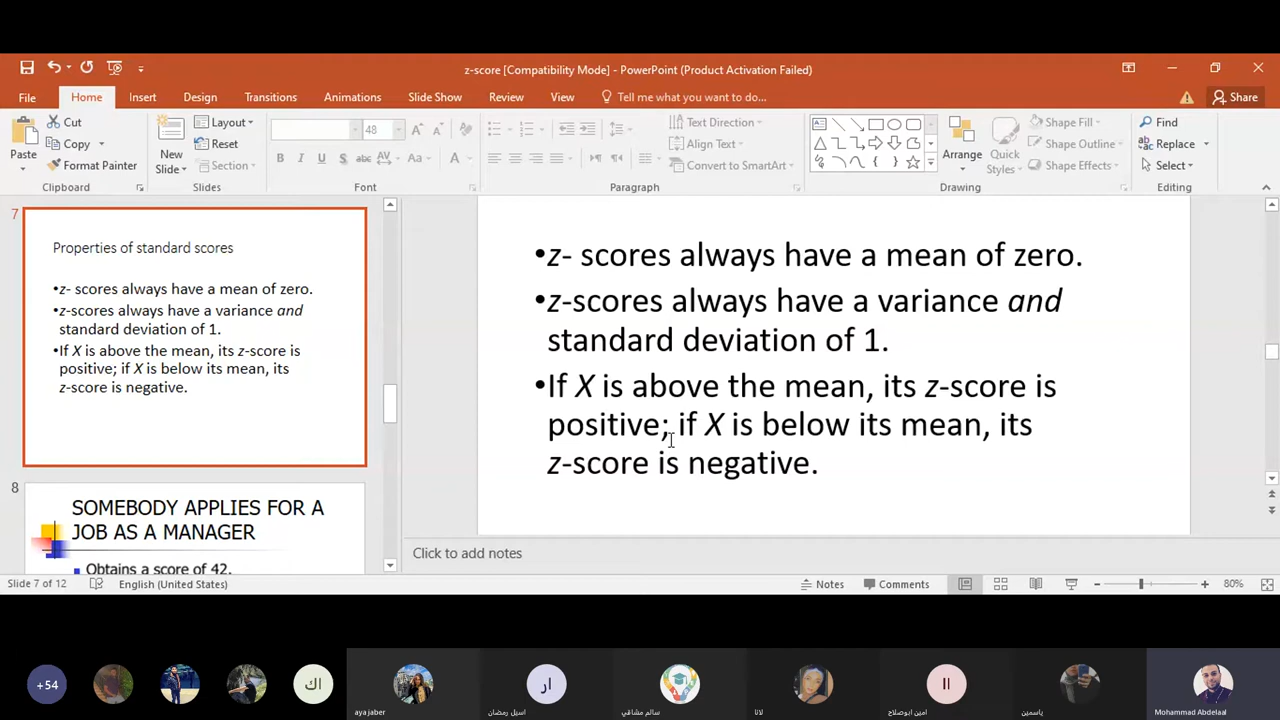 z-score [Compatibility Mode] - PowerPoint (Product Activation Failed)
File Home Insert Design Transitions Animations Slide Show Review View Tell me what you want to do... Share
Paste
Cut
Copy
Format Painter
Clipboard
New
Slide
Layout
Reset
Section
Slides
48
B I U S abc AV Aa A
Font
Text Direction
Align Text
Convert to SmartArt
Paragraph
Arrange
Quick
Styles
Shape Fill
Shape Outline
Shape Effects
Drawing
Find
Replace
Select
Editing
7
Properties of standard scores
•z- scores always have a mean of zero.
•z-scores always have a variance and
standard deviation of 1.
•If X is above the mean, its z-score is
positive; if X is below its mean, its
z-score is negative.
8
SOMEBODY APPLIES FOR A
JOB AS A MANAGER
Obtains a score of 42.
•z- scores always have a mean of zero.
•z-scores always have a variance and
standard deviation of 1.
•If X is above the mean, its z-score is
positive; if X is below its mean, its
z-score is negative.
Click to add notes
Slide 7 of 12 English (United States) Notes Comments 80%
+54
اك
aya jaber
ار
اسيل رمضان
سالم مشاقي
لانا
اا
امين ابوصلاح
ياسمين
Mohammad Abdelaal